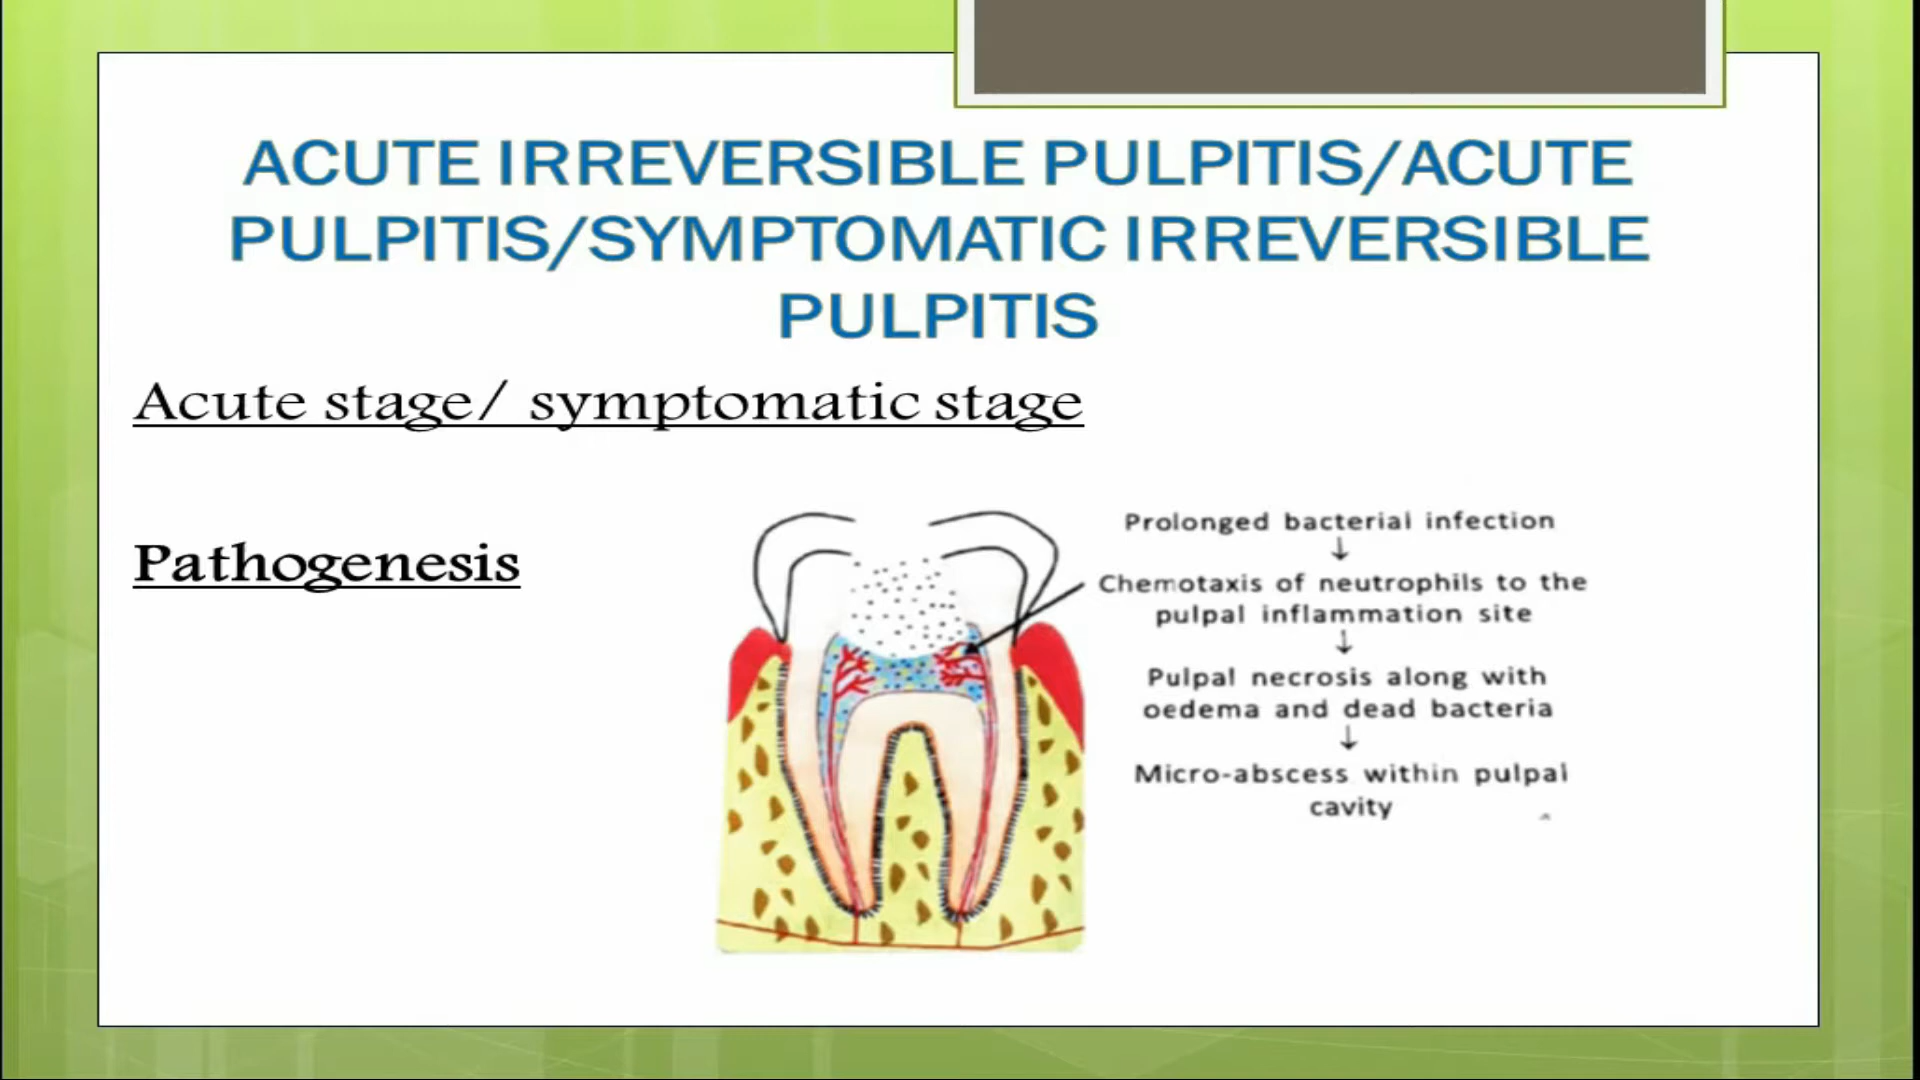 ACUTE IRREVERSIBLE PULPITIS/ACUTE
PULPITIS/SYMPTOMATIC IRREVERSIBLE
PULPITIS
Acute stage/ symptomatic stage
Pathogenesis
Prolonged bacterial infection
↓
Chemotaxis of neutrophils to the
pulpal inflammation site
↓
Pulpal necrosis along with
oedema and dead bacteria
↓
Micro-abscess within pulpal
cavity